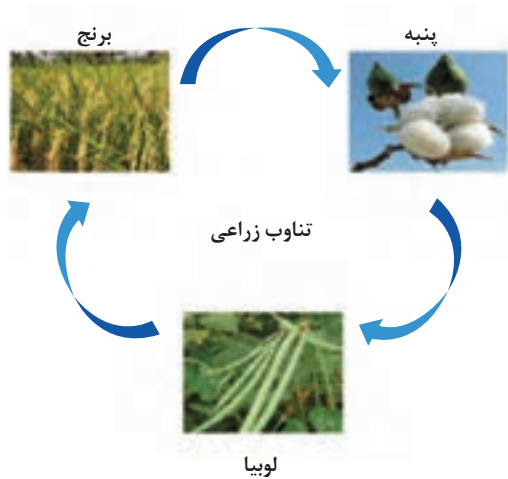 پنبه
برنج
تناوب زراعی
لوبیا